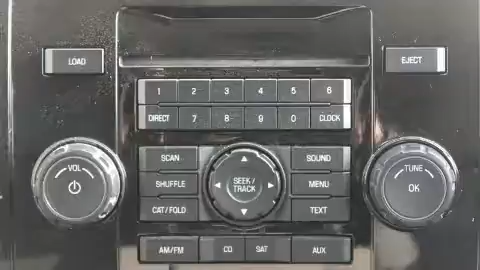 LOAD
EJECT
1 2 3 4 5 6
DIRECT 7 8 9 0 CLOCK
VOL
SCAN
SHUFFLE
CAT/FOLD
SEEK/
TRACK
SOUND
MENU
TEXT
TUNE
OK
AM/FM CD SAT AUX